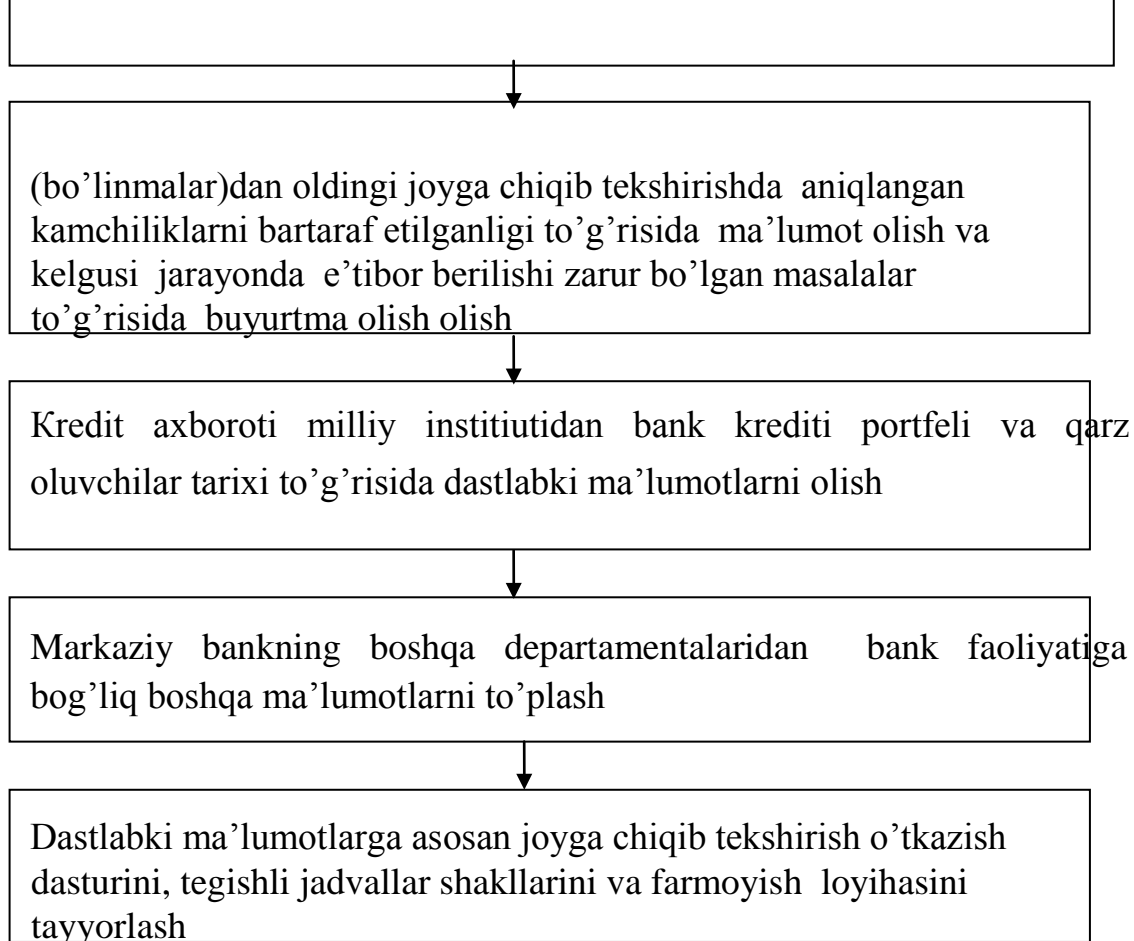 (bo’linmalar)dan oldingi joyga chiqib tekshirishda aniqlangan
kamchiliklarni bartaraf etilganligi to’g’risida ma’lumot olish va
kelgusi jarayonda e’tibor berilishi zarur bo’lgan masalalar
to’g’risida buyurtma olish olish
Kredit axboroti milliy institiutidan bank krediti portfeli va qarz
oluvchilar tarixi to’g’risida dastlabki ma’lumotlarni olish
Markaziy bankning boshqa departamentalaridan bank faoliyatiga
bog’liq boshqa ma’lumotlarni to’plash
Dastlabki ma’lumotlarga asosan joyga chiqib tekshirish o’tkazish
dasturini, tegishli jadvallar shakllarini va farmoyish loyihasini
tayyorlash